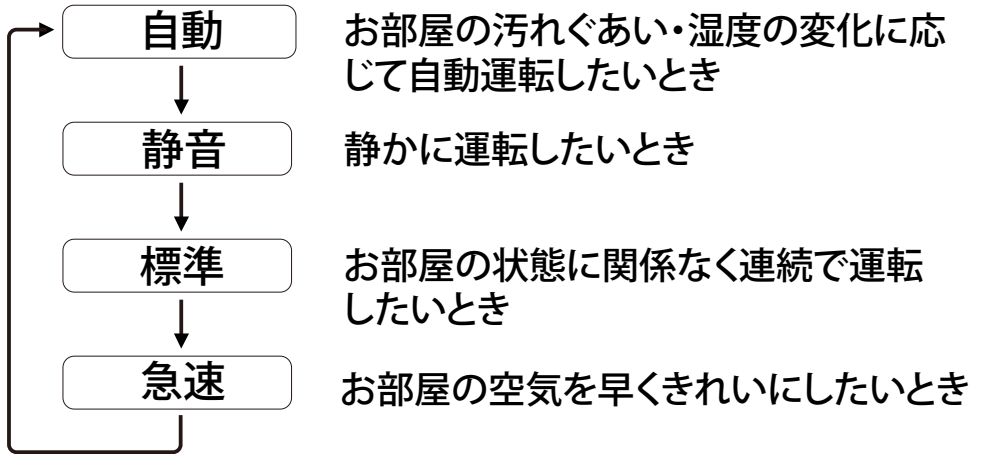 自動
お部屋の汚れぐあい・湿度の変化に応
じて自動運転したいとき
静音
静かに運転したいとき
標準
お部屋の状態に関係なく連続で運転
したいとき
急速
お部屋の空気を早くきれいにしたいとき